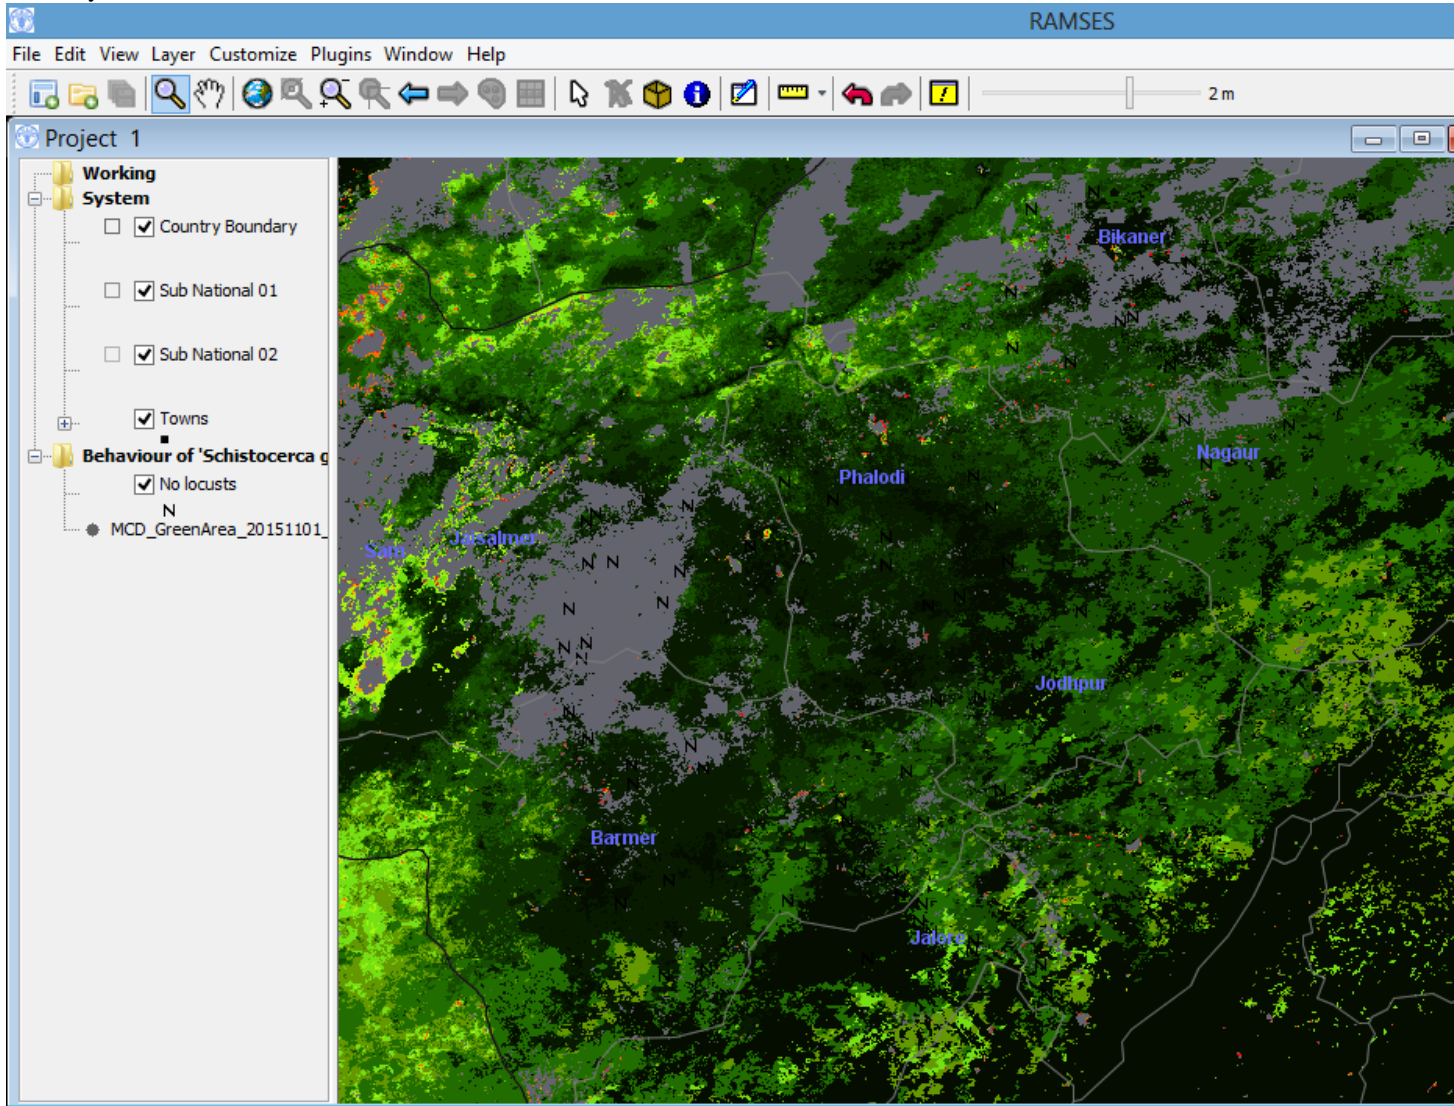 RAMSES
File Edit View Layer Customize Plugins Window Help
2 m
Project 1
Working
System
Country Boundary
Sub National 01
Sub National 02
Towns
Behaviour of 'Schistocerca g
No locusts
N
MCD_GreenArea_20151101_
Bikaner
Nagaur
Phalodi
Jaisalmer
Sam
Jodhpur
Barmer
Jalore